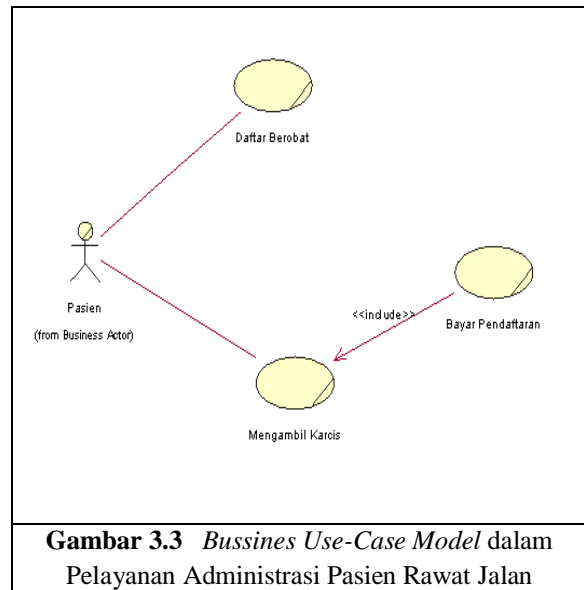 Daftar Berobat
Pasien
(from Business Actor)
<<include>>
Bayar Pendaftaran
Mengambil Karcis
Gambar 3.3 Bussines Use-Case Model dalam
Pelayanan Administrasi Pasien Rawat Jalan